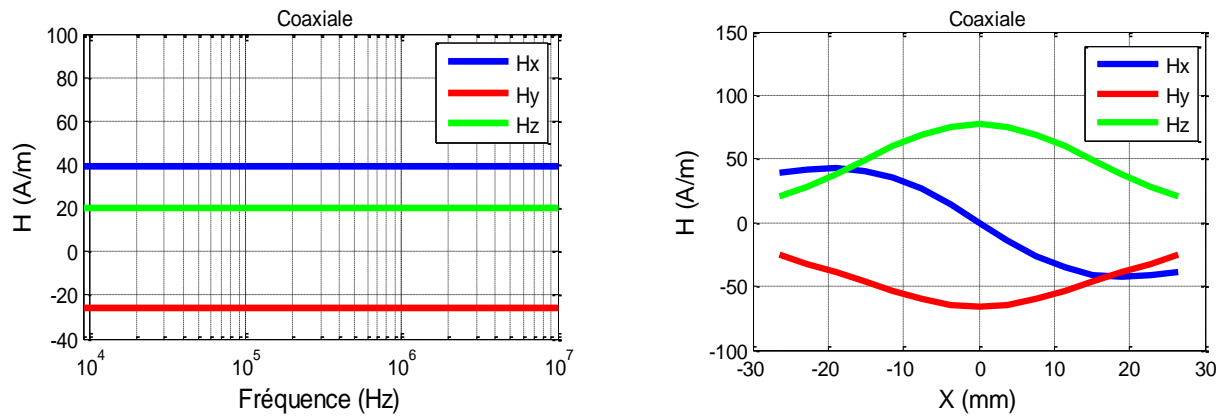 Coaxiale
100
80
60
40
20
0
-20
-40
H (A/m)
Hx
Hy
Hz
10^4
10^5
10^6
10^7
Fréquence (Hz)
Coaxiale
150
100
50
0
-50
-100
H (A/m)
Hx
Hy
Hz
-30
-20
-10
0
10
20
30
X (mm)